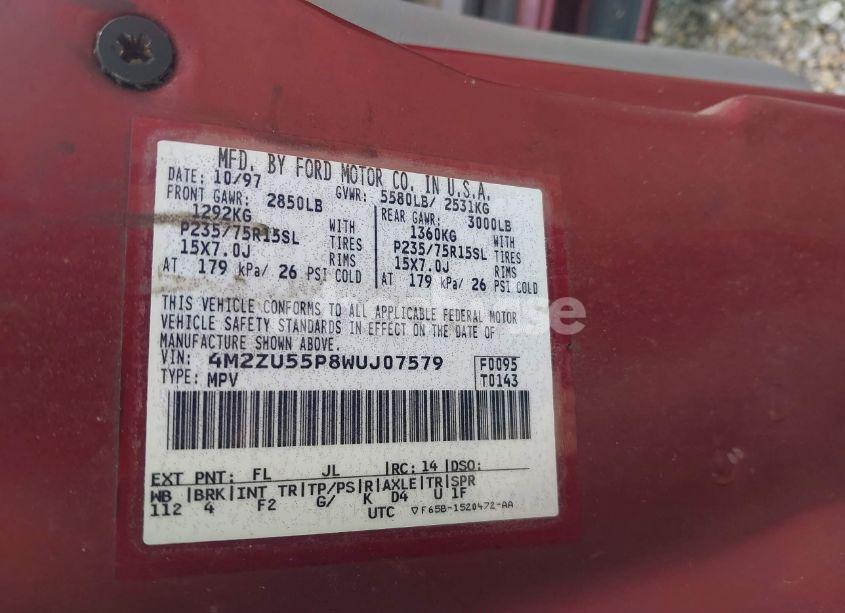 MFD. BY FORD MOTOR CO. IN U.S.A.
DATE: 10/97 GVWR: 5580LB/ 2531KG
FRONT GAWR: 2850LB REAR GAWR: 3000LB
1292KG WITH 1360KG WITH
P235/75R15SL TIRES P235/75R15SL TIRES
15X7.0J RIMS 15X7.0J RIMS
AT 179 kPa/ 26 PSI COLD AT 179 kPa/ 26 PSI COLD
THIS VEHICLE CONFORMS TO ALL APPLICABLE FEDERAL MOTOR
VEHICLE SAFETY STANDARDS IN EFFECT ON THE DATE OF
MANUFACTURE SHOWN ABOVE.
VIN: 4M2ZU55P8WUJ07579 F0095
TYPE: MPV T0143
EXT PNT: FL JL RC: 14 DSO:
WB BRK INT TR TP/PS R AXLE TR SPR
112 4 F2 G/ K D4 U 1F
UTC ▽F65B-1520472-AA